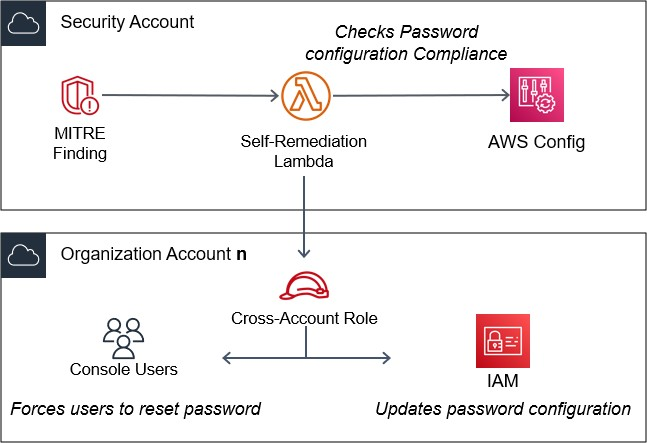 Security Account
Checks Password
configuration Compliance
MITRE
Finding
Self-Remediation
Lambda
AWS Config
Organization Account n
Cross-Account Role
Console Users
IAM
Forces users to reset password
Updates password configuration